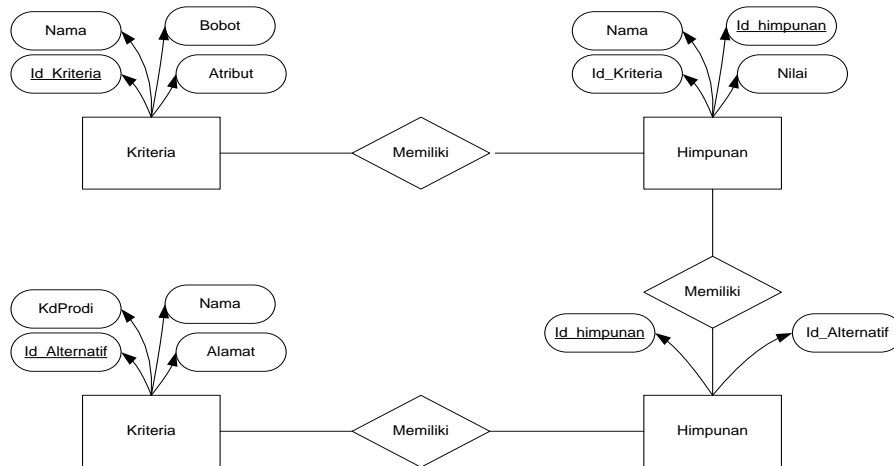 Nama
Bobot
Id_Kriteria
Atribut
Kriteria
Memiliki
Nama
Id_himpunan
Id_Kriteria
Nilai
Himpunan
Memiliki
KdProdi
Nama
Id_Alternatif
Alamat
Kriteria
Memiliki
Id_himpunan
Id_Alternatif
Himpunan